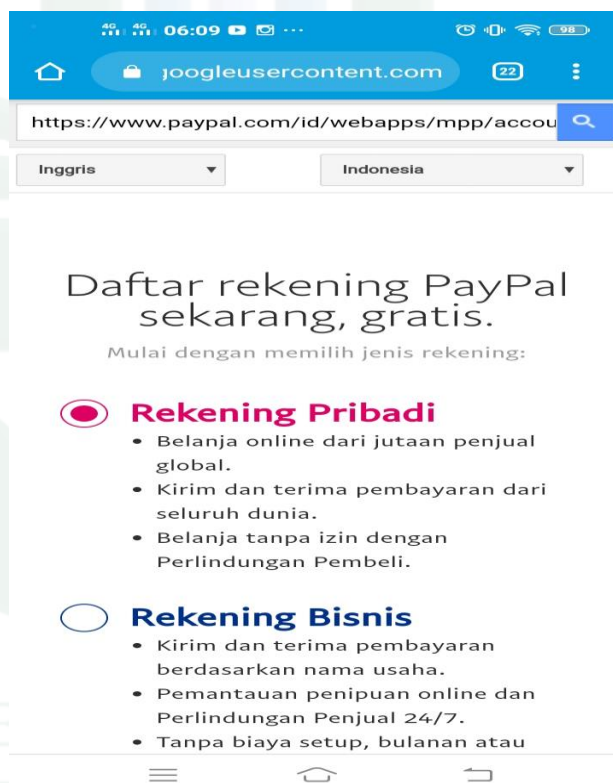 4G 4G 06:09 ... 98
googleusercontent.com 22
https://www.paypal.com/id/webapps/mpp/accou
Inggris Indonesia
Daftar rekening PayPal
sekarang, gratis.
Mulai dengan memilih jenis rekening:
Rekening Pribadi
• Belanja online dari jutaan penjual
global.
• Kirim dan terima pembayaran dari
seluruh dunia.
• Belanja tanpa izin dengan
Perlindungan Pembeli.
Rekening Bisnis
• Kirim dan terima pembayaran
berdasarkan nama usaha.
• Pemantauan penipuan online dan
Perlindungan Penjual 24/7.
• Tanpa biaya setup, bulanan atau